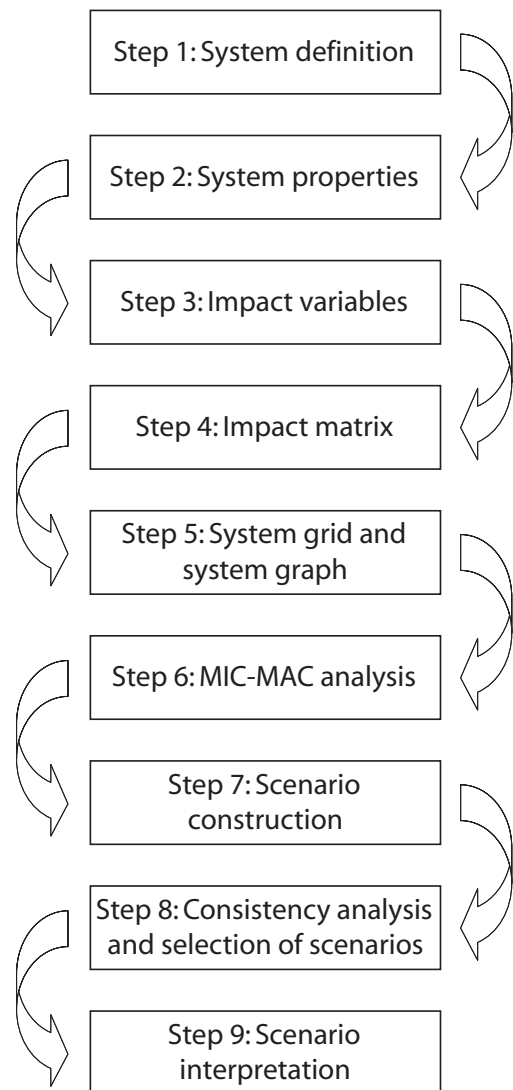 Step 1: System definition
Step 2: System properties
Step 3: Impact variables
Step 4: Impact matrix
Step 5: System grid and
system graph
Step 6: MIC-MAC analysis
Step 7: Scenario
construction
Step 8: Consistency analysis
and selection of scenarios
Step 9: Scenario
interpretation